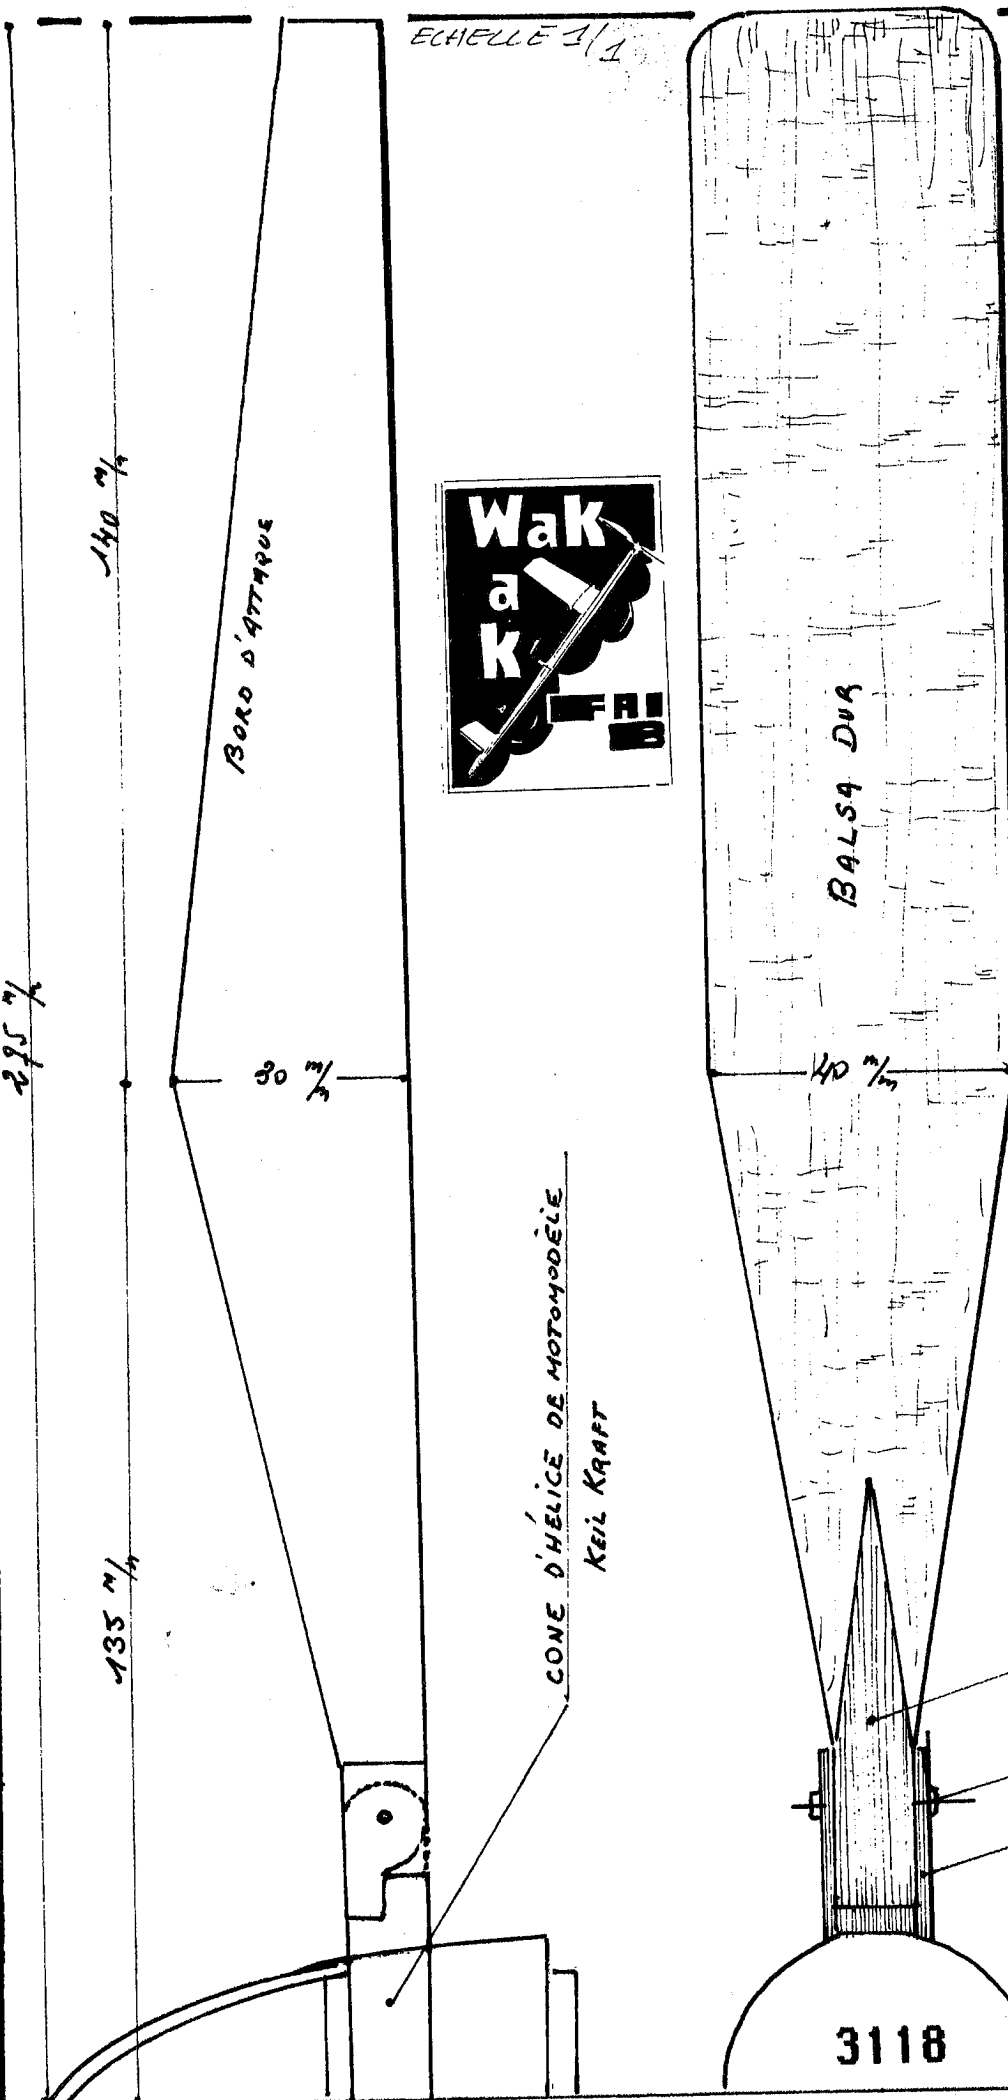 ECHELLE 1/1
140 m/m
BORD D'ATTAQUE
Wak
a
k
FAI
B
BALSA DUR
295 m/m
30 m/m
40 m/m
CONE D'HÉLICE DE MOTOMODÈLE
KEIL KRAFT
135 m/m
3118